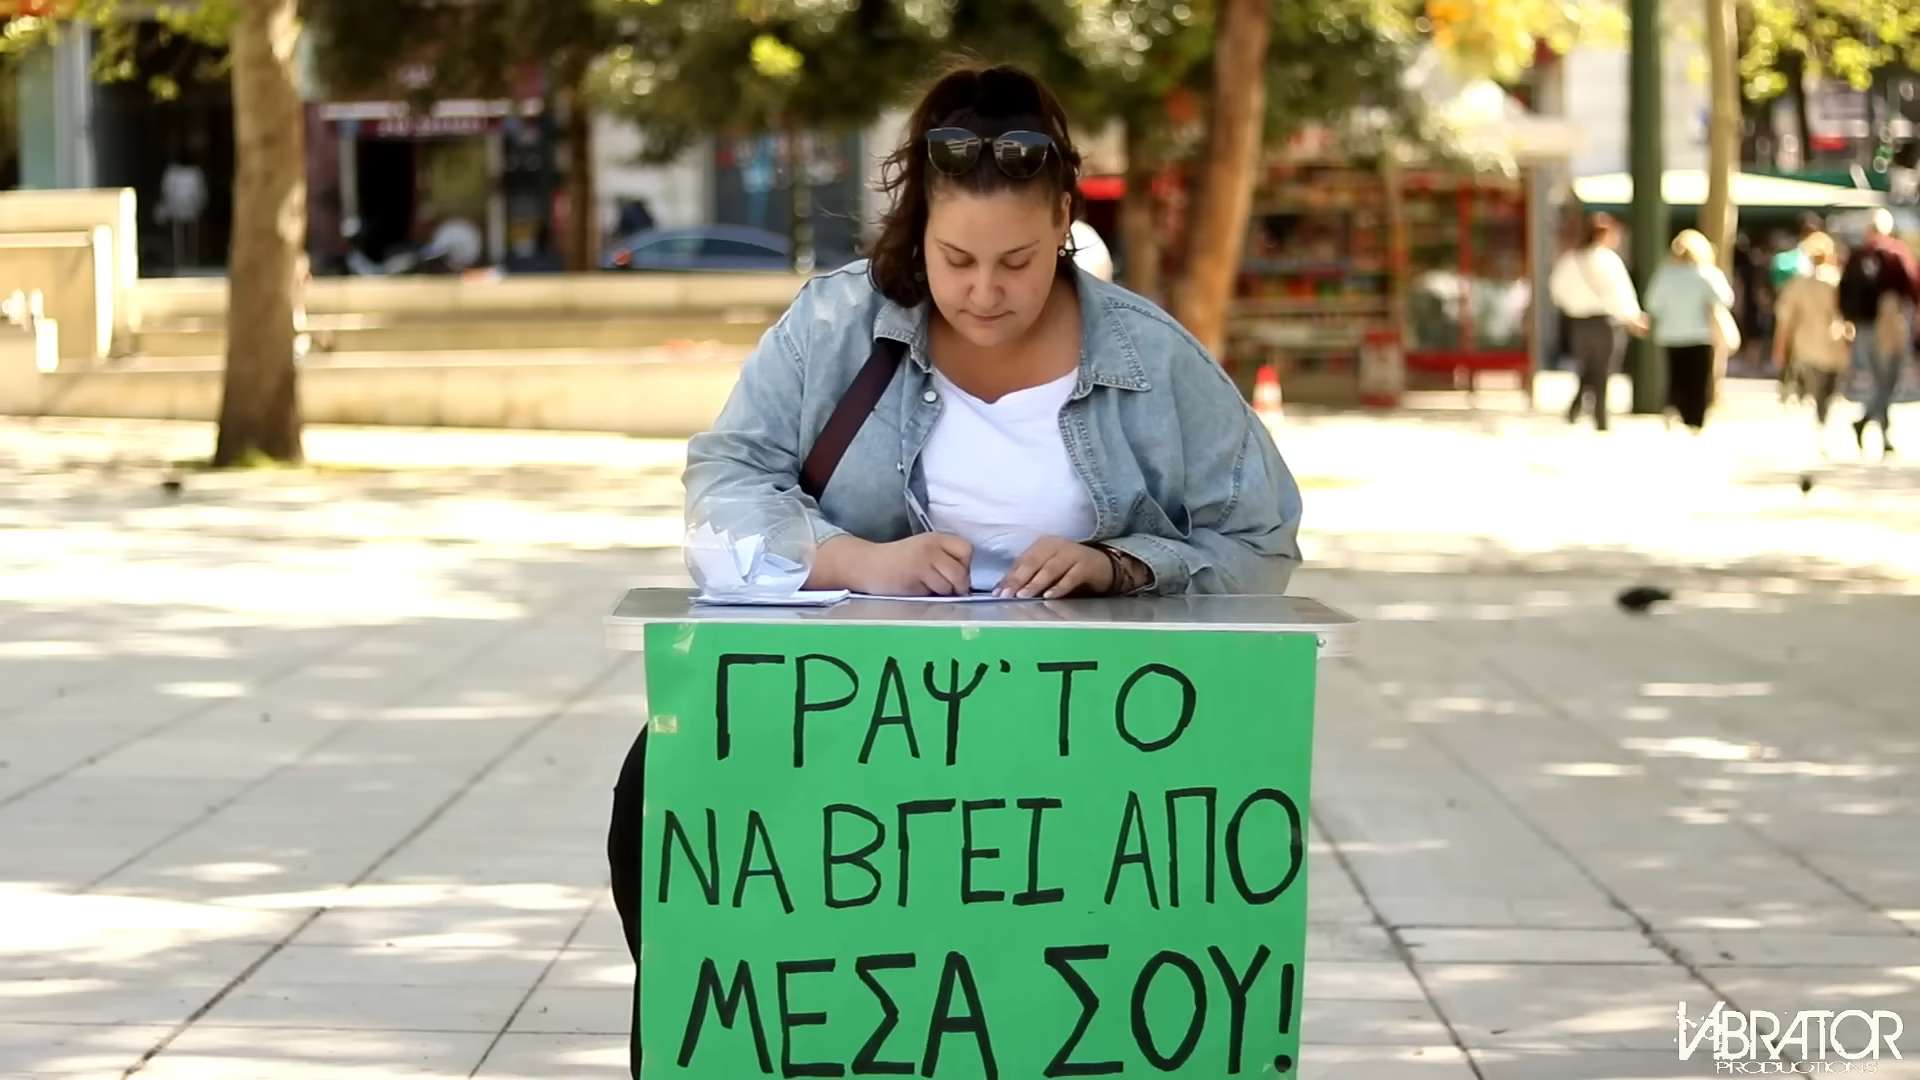 ΓΡΑΨ' ΤΟ
ΝΑ ΒΓΕΙ ΑΠΟ
ΜΕΣΑ ΣΟΥ!
VIBRATOR
PRODUCTIONS